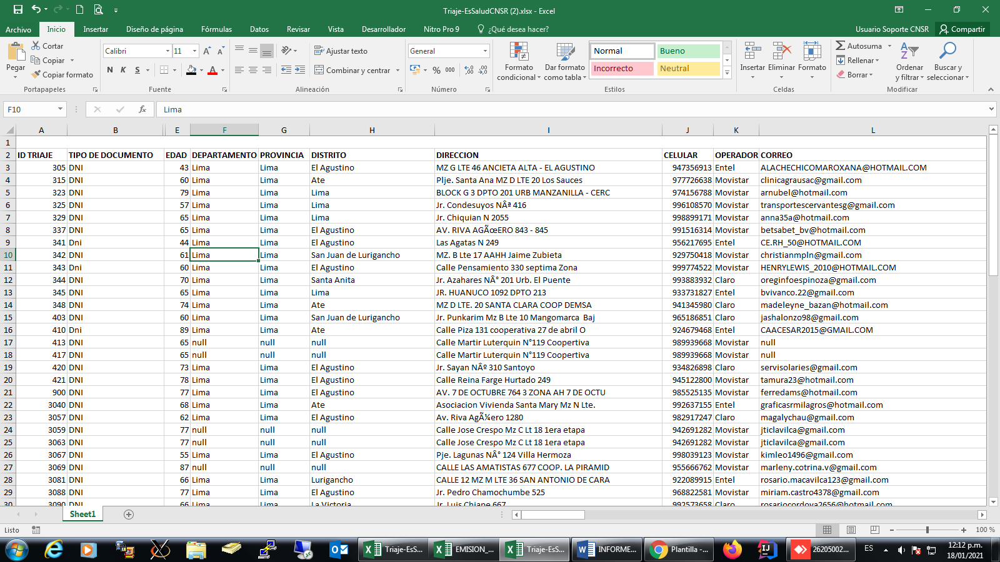 Triaje-EsSaludCNSR (2).xlsx - Excel
Archivo Inicio Insertar Diseño de página Fórmulas Datos Revisar Vista Desarrollador Nitro Pro 9 ¿Qué desea hacer? Usuario Soporte CNSR Compartir
Pegar Cortar Copiar Copiar formato Portapapeles
Calibri 11 N K S Fuente
Ajustar texto Combinar y centrar Alineación
General % 000 Número
Formato condicional Dar formato como tabla Normal Bueno Incorrecto Neutral Estilos
Insertar Eliminar Formato Celdas
Autosuma Rellenar Borrar Ordenar y filtrar Buscar y seleccionar Modificar
F10 fx Lima
A B E F G H I J K L
1
2 ID TRIAJE TIPO DE DOCUMENTO EDAD DEPARTAMENTO PROVINCIA DISTRITO DIRECCION CELULAR OPERADOR CORREO
3 305 DNI 43 Lima Lima El Agustino MZ G LTE 46 ANCIETA ALTA - EL AGUSTINO 947356913 Entel ALACHECHICOMAROXANA@HOTMAIL.COM
4 315 DNI 60 Lima Lima Ate Plje. Santa Ana MZ D LTE 20 Los Sauces 977726638 Movistar clinicagrausac@gmail.com
5 323 DNI 79 Lima Lima Lima BLOCK G 3 DPTO 201 URB MANZANILLA - CERC 974156788 Movistar arnubel@hotmail.com
6 325 DNI 57 Lima Lima Lima Jr. Condesuyos NÂª 416 996108570 Movistar transportescervantesg@gmail.com
7 329 DNI 65 Lima Lima Lima Jr. Chiquian N 2055 998899171 Movistar anna35a@hotmail.com
8 337 DNI 65 Lima Lima El Agustino AV. RIVA AGÃœERO 843 - 845 991516314 Movistar betsabet_bv@hotmail.com
9 341 Dni 44 Lima Lima El Agustino Las Agatas N 249 956217695 Entel CE.RH_50@HOTMAIL.COM
10 342 DNI 61 Lima Lima San Juan de Lurigancho MZ. B Lte 17 AAHH Jaime Zubieta 929750418 Movistar christianmpln@gmail.com
11 343 Dni 60 Lima Lima El Agustino Calle Pensamiento 330 septima Zona 999774522 Movistar HENRYLEWIS_2010@HOTMAIL.COM
12 344 DNI 70 Lima Lima Santa Anita Jr. Azahares NÂ° 201 Urb. El Puente 993883932 Claro oreginfoespinoza@gmail.com
13 345 DNI 65 Lima Lima Lima JR. HUANUCO 1092 DPTO 213 933731827 Entel bvivanco.22@gmail.com
14 348 DNI 74 Lima Lima Ate MZ D LTE. 20 SANTA CLARA COOP DEMSA 941345980 Claro madeleyne_bazan@hotmail.com
15 403 DNI 60 Lima Lima San Juan de Lurigancho Jr. Punkarim Mz B Lte 10 Mangomarca  Baj 965186851 Claro jashalonzo98@gmail.com
16 410 Dni 89 Lima Lima Ate Calle Piza 131 cooperativa 27 de abril O 924679468 Entel CAACESAR2015@GMAIL.COM
17 413 DNI 65 null null null Calle Martir Luterquin N°119 Coopertiva 989939668 Movistar null
18 417 DNI 65 null null null Calle Martir Luterquin N°119 Coopertiva 989939668 Movistar null
19 420 DNI 73 Lima Lima El Agustino Jr. Sayan NÂº 310 Santoyo 934826898 Claro servisolaries@gmail.com
20 421 DNI 78 Lima Lima El Agustino Calle Reina Farge Hurtado 249 945122800 Movistar tamura23@hotmail.com
21 900 DNI 77 Lima Lima El Agustino AV. 7 DE OCTUBRE 764 3 ZONA AH 7 DE OCTU 985525135 Movistar ferredams@hotmail.com
22 3040 DNI 68 Lima Lima Ate Asociacion Vivienda Santa Mary Mz N Lte. 992637155 Entel graficasrmilagros@hotmail.com
23 3057 DNI 62 Lima Lima El Agustino Av. Riva AgÃ¼ero 1280 982917247 Claro magalychau@gmail.com
24 3059 DNI 77 null null null Calle Jose Crespo Mz C Lt 18 1era etapa 942691282 Movistar jticlavilca@gmail.com
25 3063 DNI 77 null null null Calle Jose Crespo Mz C Lt 18 1era etapa 942691282 Movistar jticlavilca@gmail.com
26 3067 DNI 55 Lima Lima El Agustino Pje. Lagunas NÂ° 124 Villa Hermoza 998039123 Movistar kimleo1496@gmail.com
27 3069 DNI 87 null null null CALLE LAS AMATISTAS 677 COOP. LA PIRAMID 955666762 Movistar marleny.cotrina.v@gmail.com
28 3081 DNI 66 Lima Lima Lurigancho CALLE 12 MZ M LTE 36 SAN ANTONIO DE CARA 922089915 Entel rosario.macavilca123@gmail.com
29 3088 DNI 77 Lima Lima El Agustino Jr. Pedro Chamochumbe 525 968822581 Movistar miriam.castro4378@gmail.com
30 3090 DNI 66 Lima Lima La Victoria Jr. Luis Chiape 667 992573658 Claro rosariocordova2656@hotmail.com
Sheet1
Listo 100 %
Triaje-EsS... EMISION_... Triaje-EsS... INFORME... Plantilla -... 26205002... ES 12:12 p.m.
18/01/2021